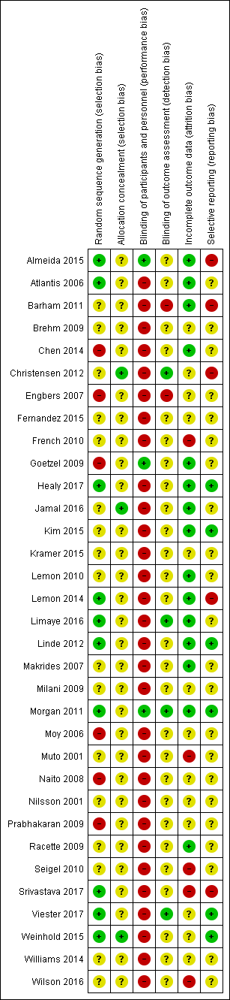 Random sequence generation (selection bias)
Allocation concealment (selection bias)
Blinding of participants and personnel (performance bias)
Blinding of outcome assessment (detection bias)
Incomplete outcome data (attrition bias)
Selective reporting (reporting bias)
Almeida 2015 + ? + ? + -
Atlantis 2006 + ? - ? + ?
Barham 2011 ? ? - - + -
Brehm 2009 ? ? - ? ? ?
Chen 2014 - ? - ? + ?
Christensen 2012 ? + - + ? -
Engbers 2007 - ? - - ? ?
Fernandez 2015 ? ? - ? ? ?
French 2010 ? ? - ? - ?
Goetzel 2009 - ? + ? + ?
Healy 2017 + ? - ? + +
Jamal 2016 ? + - ? + ?
Kim 2015 ? ? - ? + +
Kramer 2015 ? ? - ? ? ?
Lemon 2010 ? ? - ? + ?
Lemon 2014 + ? - ? + -
Limaye 2016 + ? - + + ?
Linde 2012 + ? - ? + +
Makrides 2007 ? ? - ? + ?
Milani 2009 ? ? - ? ? ?
Morgan 2011 + ? + + + +
Moy 2006 - ? - ? ? ?
Muto 2001 ? ? - ? - ?
Naito 2008 - ? - ? ? ?
Nilsson 2001 ? ? - ? ? ?
Prabhakaran 2009 - ? - ? ? ?
Racette 2009 ? ? - ? + ?
Seigel 2010 ? ? - ? - ?
Srivastava 2017 + ? - ? - -
Viester 2017 + ? - + ? +
Weinhold 2015 + + - ? ? +
Williams 2014 ? ? - ? ? ?
Wilson 2016 ? ? - ? - ?